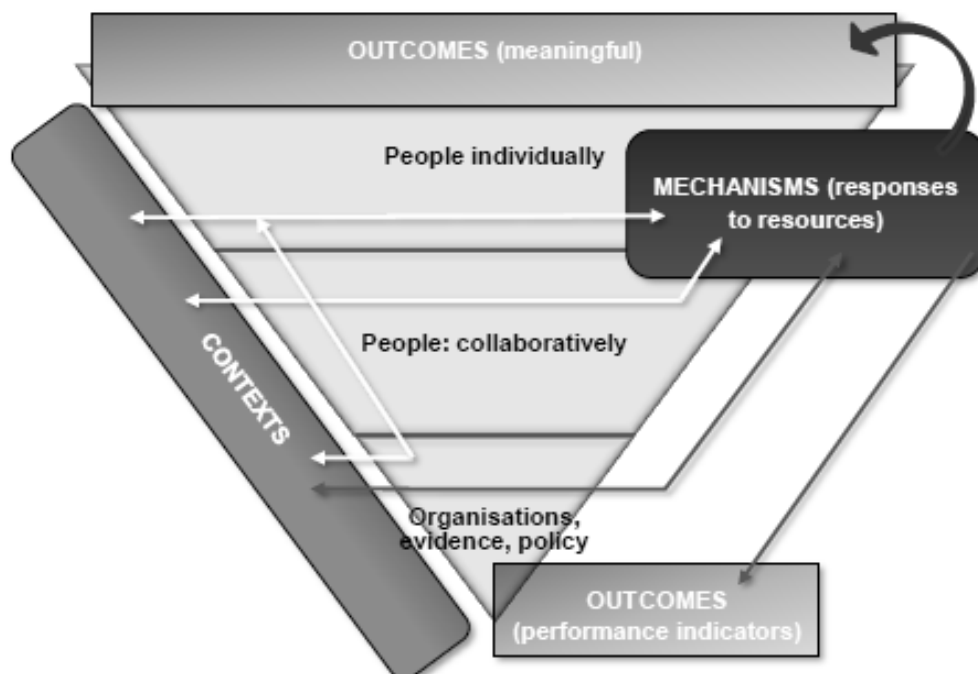 OUTCOMES (meaningful)
People individually
MECHANISMS (responses
to resources)
People: collaboratively
CONTEXTS
Organisations,
evidence, policy
OUTCOMES
(performance indicators)